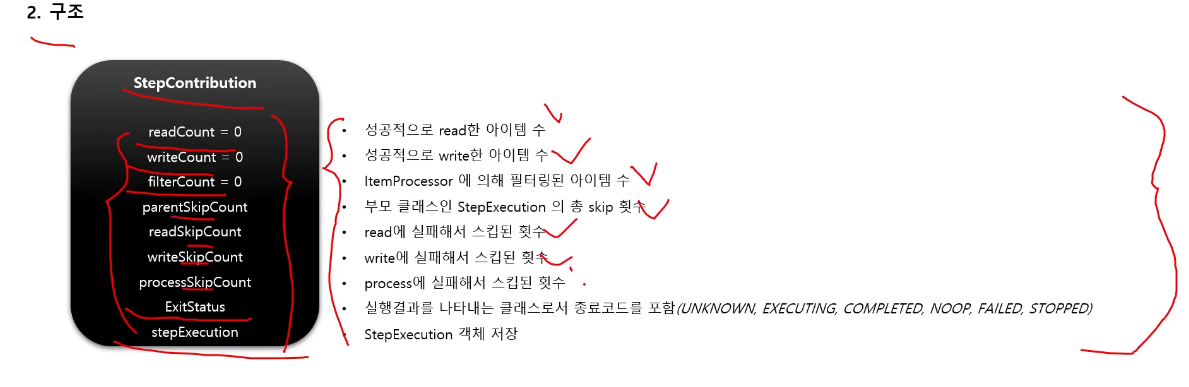 2. 구조
StepContribution
readCount = 0
writeCount = 0
filterCount = 0
parentSkipCount
readSkipCount
writeSkipCount
processSkipCount
ExitStatus
stepExecution
• 성공적으로 read한 아이템 수
• 성공적으로 write한 아이템 수
• ItemProcessor 에 의해 필터링된 아이템 수
• 부모 클래스인 StepExecution 의 총 skip 횟수
• read에 실패해서 스킵된 횟수
• write에 실패해서 스킵된 횟수
• process에 실패해서 스킵된 횟수
• 실행결과를 나타내는 클래스로서 종료코드를 포함(UNKNOWN, EXECUTING, COMPLETED, NOOP, FAILED, STOPPED)
• StepExecution 객체 저장